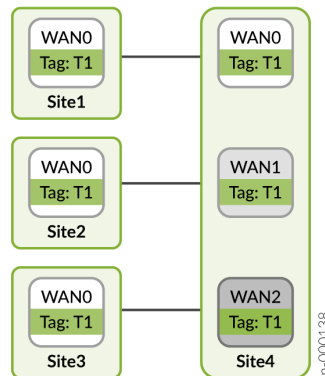 WAN0
Tag: T1
Site1
WAN0
Tag: T1
Site2
WAN0
Tag: T1
Site3
WAN0
Tag: T1
WAN1
Tag: T1
WAN2
Tag: T1
Site4